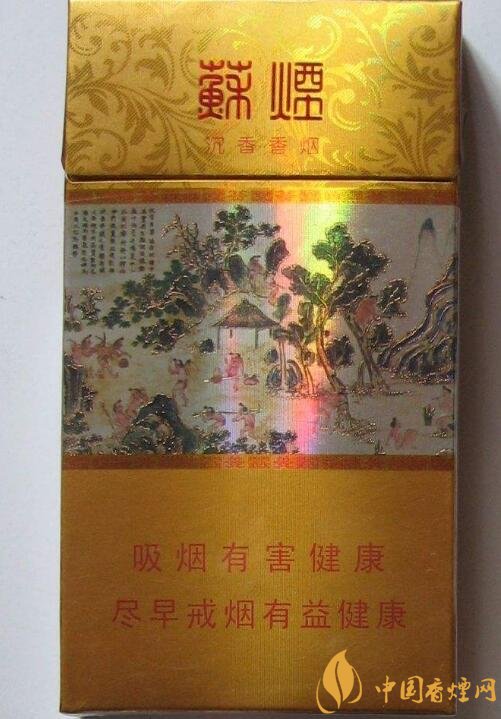 蘇煙
沉香香烟
吸烟有害健康
尽早戒烟有益健康
中国香烟网